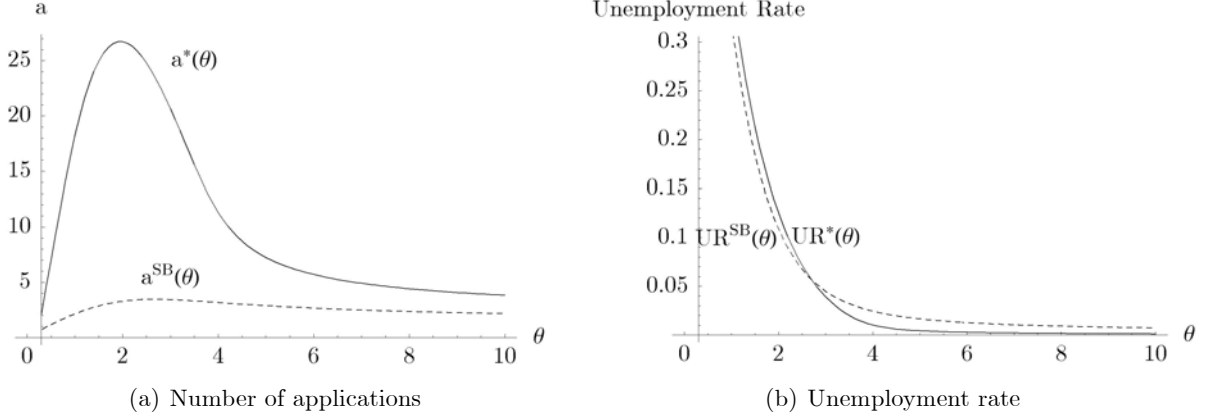 a
25
20
15
10
5
0 2 4 6 8 10 θ
a*(θ)
a^SB(θ)
(a) Number of applications
Unemployment Rate
0.3
0.25
0.2
0.15
0.1
0.05
0 2 4 6 8 10 θ
UR^SB(θ) UR*(θ)
(b) Unemployment rate